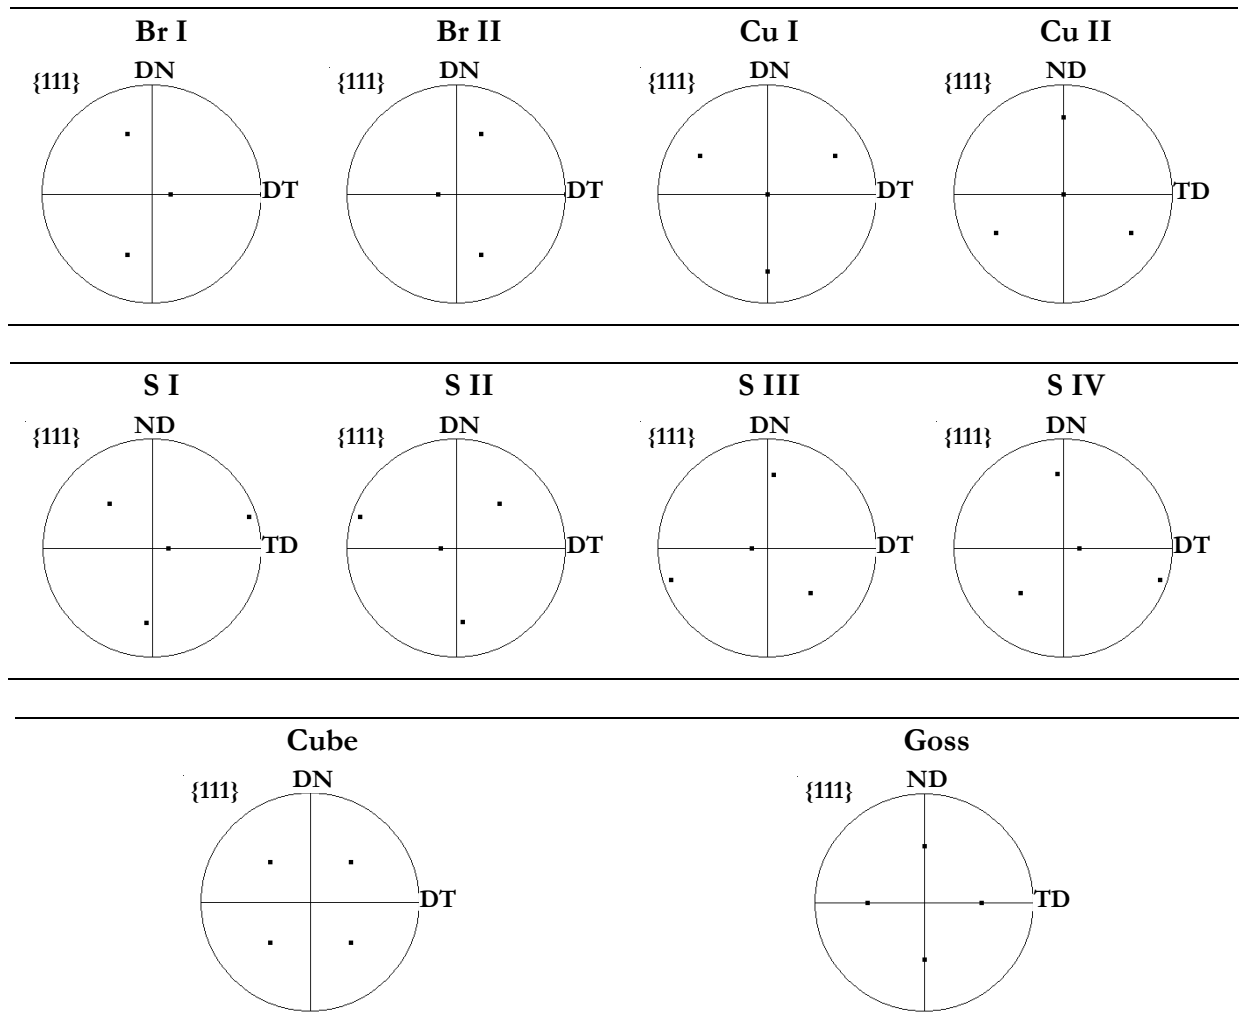 Br I Br II Cu I Cu II
{111} DN {111} DN {111} DN {111} ND
DT DT DT TD
S I S II S III S IV
{111} ND {111} DN {111} DN {111} DN
TD DT DT DT
Cube Goss
{111} DN {111} ND
DT TD